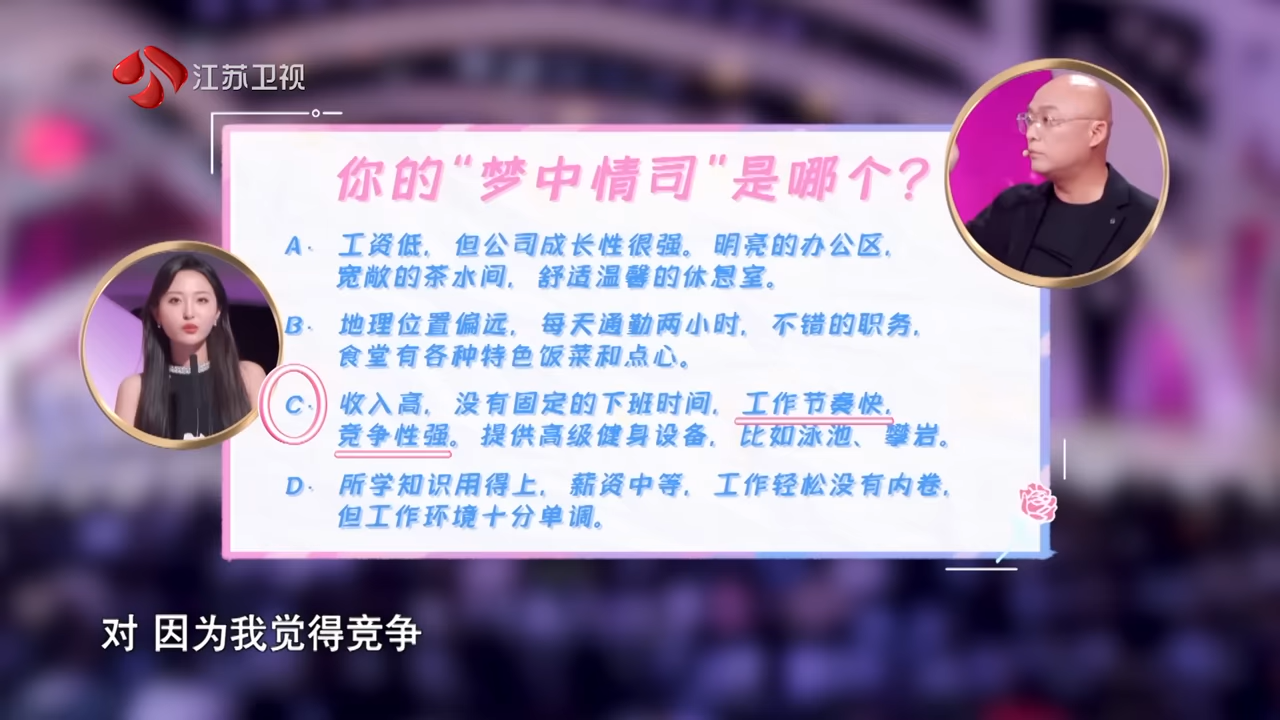 江苏卫视
你的“梦中情司”是哪个?
A. 工资低,但公司成长性很强。明亮的办公区,
宽敞的茶水间,舒适温馨的休息室。
B. 地理位置偏远,每天通勤两小时,不错的职务,
食堂有各种特色饭菜和点心。
C. 收入高,没有固定的下班时间,工作节奏快,
竞争性强。提供高级健身设备,比如泳池、攀岩。
D. 所学知识用得上,薪资中等,工作轻松没有内卷,
但工作环境十分单调。
对 因为我觉得竞争